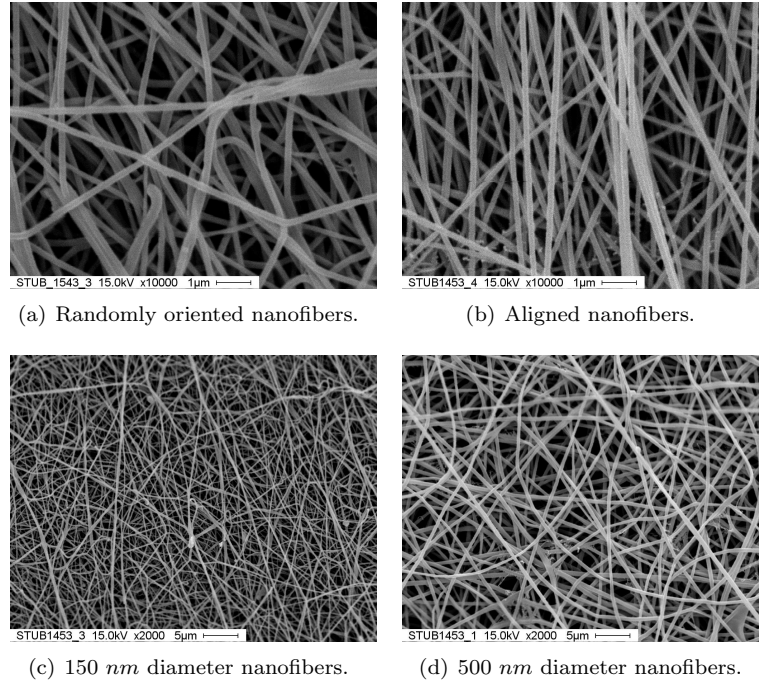 STUB_1543_3 15.0kV x10000 1µm
STUB1453_4 15.0kV x10000 1µm
(a) Randomly oriented nanofibers.
(b) Aligned nanofibers.
STUB1453_3 15.0kV x2000 5µm
STUB1453_1 15.0kV x2000 5µm
(c) 150 nm diameter nanofibers.
(d) 500 nm diameter nanofibers.